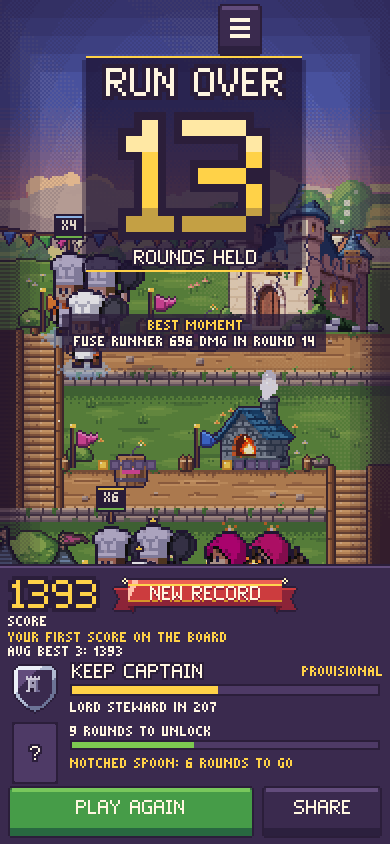 RUN OVER
13
ROUNDS HELD
X4
BEST MOMENT
FUSE RUNNER 696 DMG IN ROUND 14
X6
1393
NEW RECORD
SCORE
YOUR FIRST SCORE ON THE BOARD
AVG BEST 3: 1393
KEEP CAPTAIN
PROVISIONAL
LORD STEWARD IN 207
9 ROUNDS TO UNLOCK
?
NOTCHED SPOON: 6 ROUNDS TO GO
PLAY AGAIN
SHARE